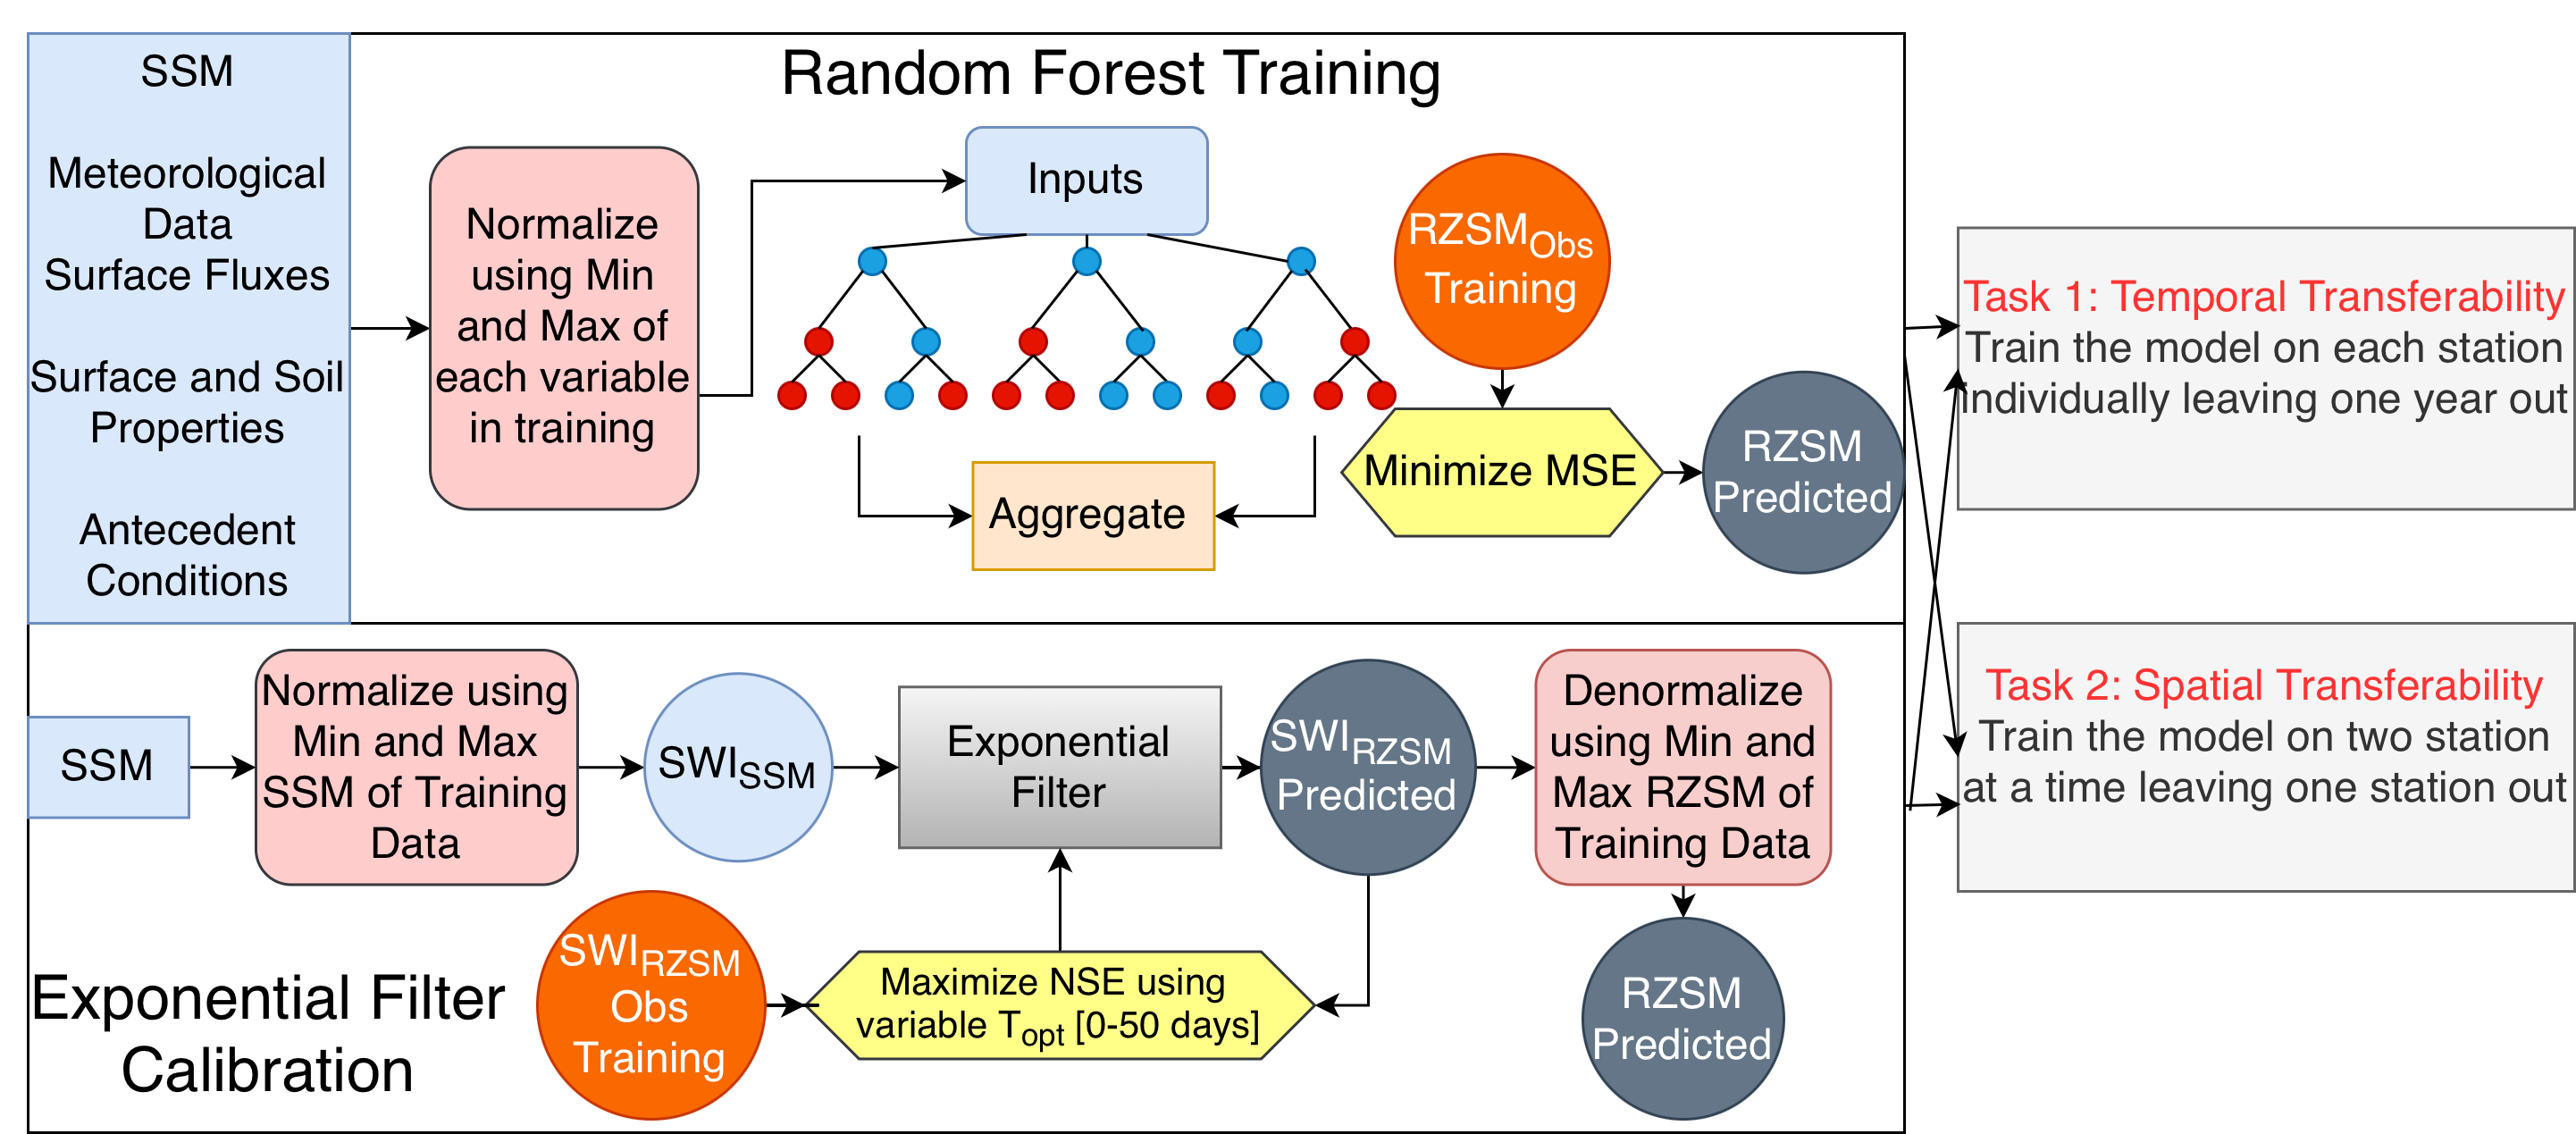 Random Forest Training
SSM
Meteorological
Data
Surface Fluxes
Surface and Soil
Properties
Antecedent
Conditions
Normalize
using Min
and Max of
each variable
in training
Inputs
Aggregate
RZSM_Obs
Training
Minimize MSE
RZSM
Predicted
Task 1: Temporal Transferability
Train the model on each station
individually leaving one year out
Task 2: Spatial Transferability
Train the model on two station
at a time leaving one station out
SSM
Normalize using
Min and Max
SSM of Training
Data
SWI_SSM
Exponential
Filter
SWI_RZSM
Predicted
Denormalize
using Min and
Max RZSM of
Training Data
Exponential Filter
Calibration
SWI_RZSM
Obs
Training
Maximize NSE using
variable T_opt [0-50 days]
RZSM
Predicted